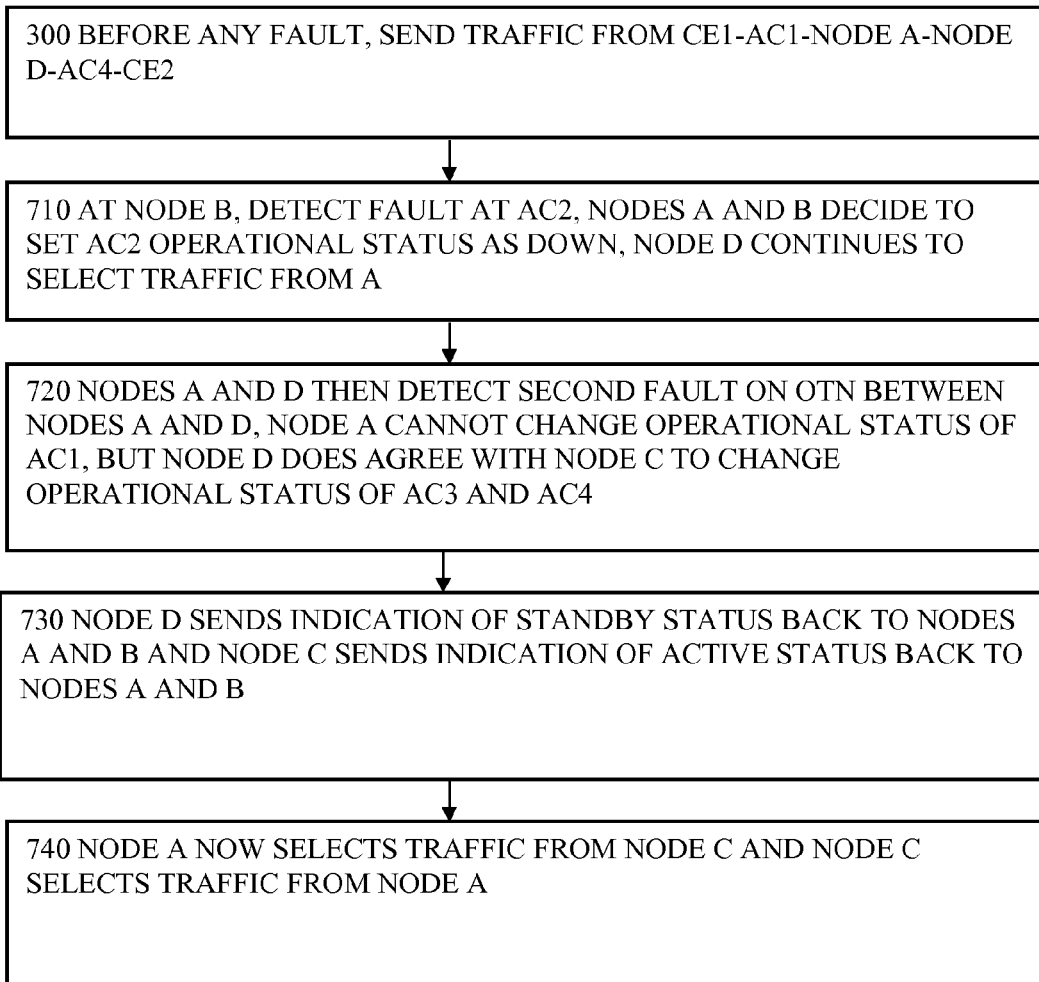 300 BEFORE ANY FAULT, SEND TRAFFIC FROM CE1-AC1-NODE A-NODE
D-AC4-CE2
710 AT NODE B, DETECT FAULT AT AC2, NODES A AND B DECIDE TO
SET AC2 OPERATIONAL STATUS AS DOWN, NODE D CONTINUES TO
SELECT TRAFFIC FROM A
720 NODES A AND D THEN DETECT SECOND FAULT ON OTN BETWEEN
NODES A AND D, NODE A CANNOT CHANGE OPERATIONAL STATUS OF
AC1, BUT NODE D DOES AGREE WITH NODE C TO CHANGE
OPERATIONAL STATUS OF AC3 AND AC4
730 NODE D SENDS INDICATION OF STANDBY STATUS BACK TO NODES
A AND B AND NODE C SENDS INDICATION OF ACTIVE STATUS BACK TO
NODES A AND B
740 NODE A NOW SELECTS TRAFFIC FROM NODE C AND NODE C
SELECTS TRAFFIC FROM NODE A